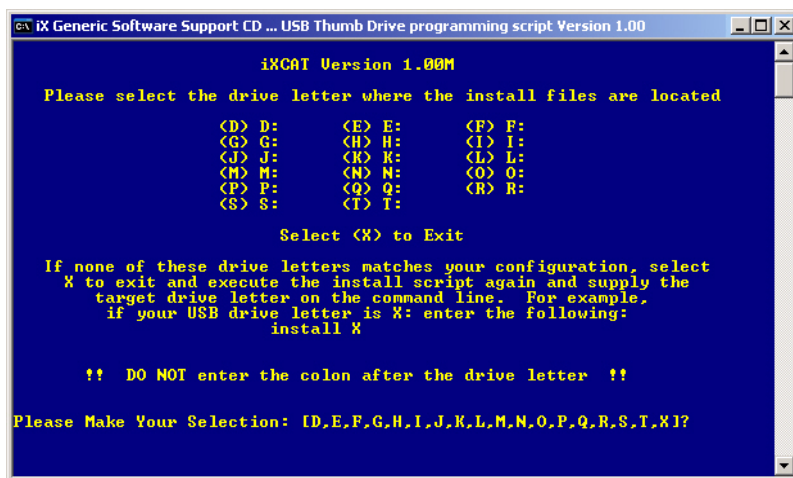 iX Generic Software Support CD ... USB Thumb Drive programming script Version 1.00
iXCAT Version 1.00M
Please select the drive letter where the install files are located
(D) D: (E) E: (F) F:
(G) G: (H) H: (I) I:
(J) J: (K) K: (L) L:
(M) M: (N) N: (O) O:
(P) P: (Q) Q: (R) R:
(S) S: (T) T:
Select (X) to Exit
If none of these drive letters matches your configuration, select
X to exit and execute the install script again and supply the
target drive letter on the command line. For example,
if your USB drive letter is X: enter the following:
install X
!! DO NOT enter the colon after the drive letter !!
Please Make Your Selection: [D,E,F,G,H,I,J,K,L,M,N,O,P,Q,R,S,T,X]?